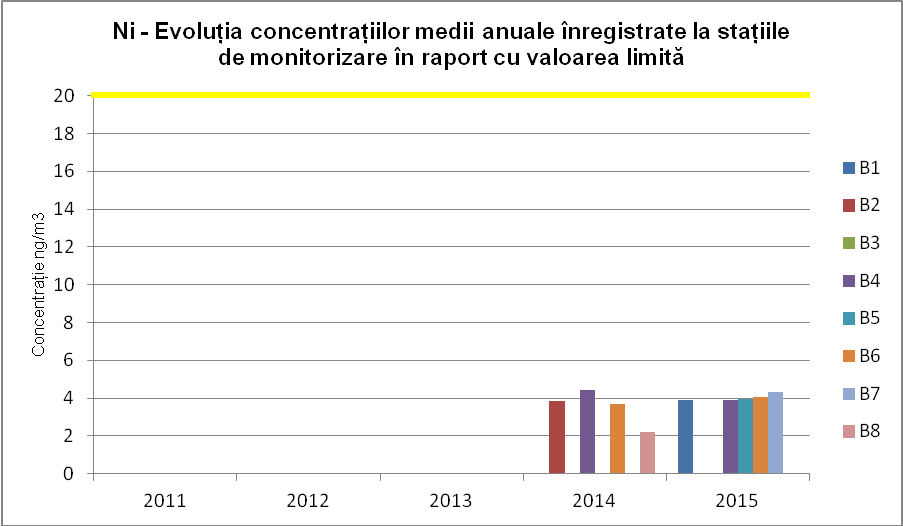 Ni - Evoluția concentrațiilor medii anuale înregistrate la stațiile
de monitorizare în raport cu valoarea limită
Concentrație ng/m3
20
18
16
14
12
10
8
6
4
2
0
2011
2012
2013
2014
2015
B1
B2
B3
B4
B5
B6
B7
B8